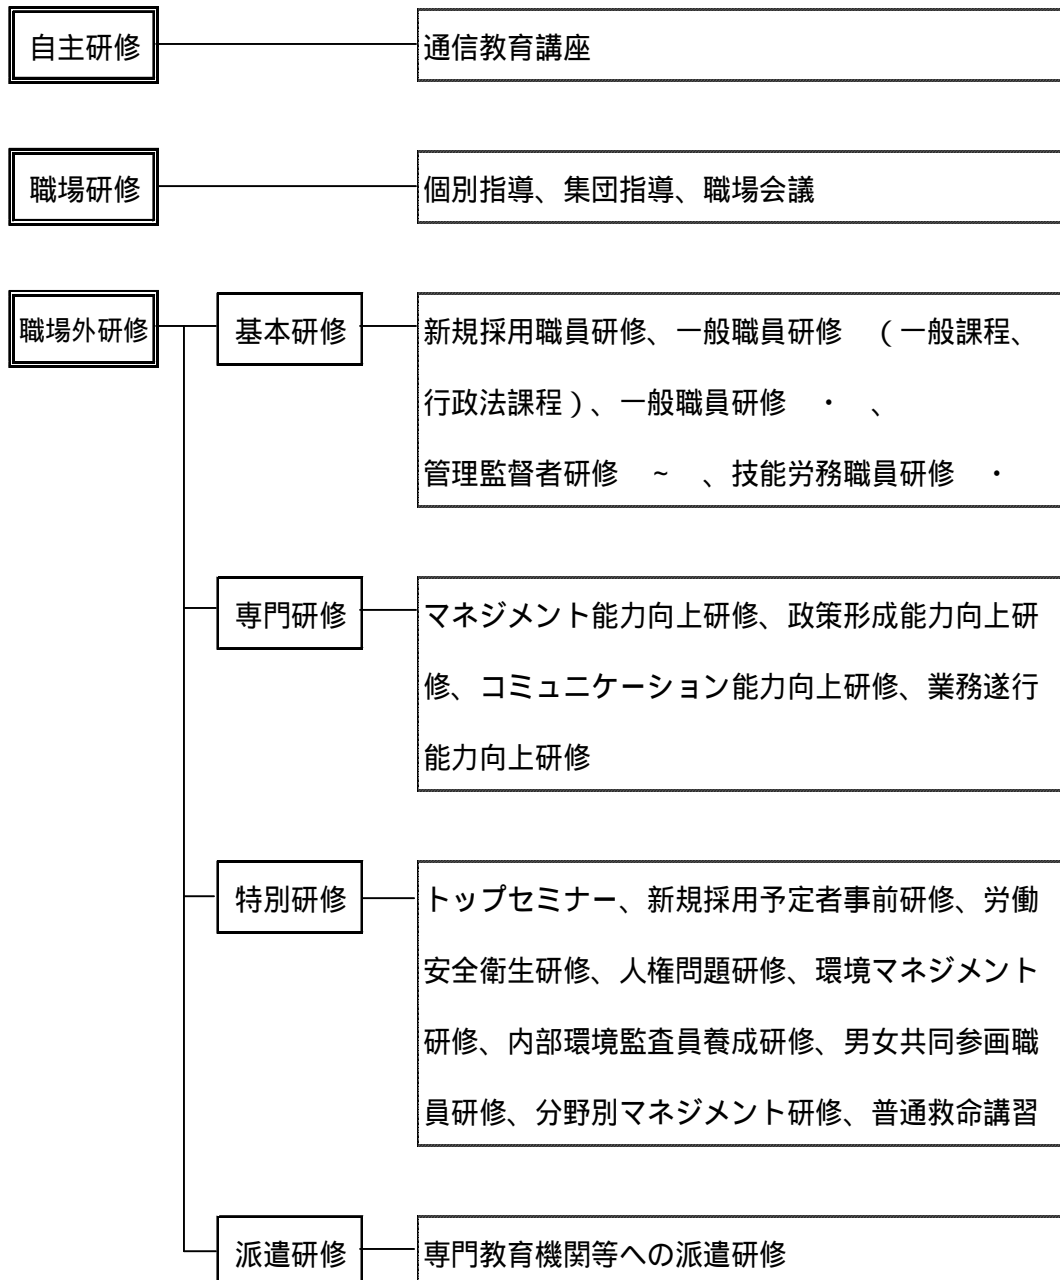 自主研修
通信教育講座
職場研修
個別指導、集団指導、職場会議
職場外研修
基本研修
新規採用職員研修、一般職員研修　（一般課程、
行政法課程）、一般職員研修　・　、
管理監督者研修　~　、技能労務職員研修　・
専門研修
マネジメント能力向上研修、政策形成能力向上研
修、コミュニケーション能力向上研修、業務遂行
能力向上研修
特別研修
トップセミナー、新規採用予定者事前研修、労働
安全衛生研修、人権問題研修、環境マネジメント
研修、内部環境監査員養成研修、男女共同参画職
員研修、分野別マネジメント研修、普通救命講習
派遣研修
専門教育機関等への派遣研修